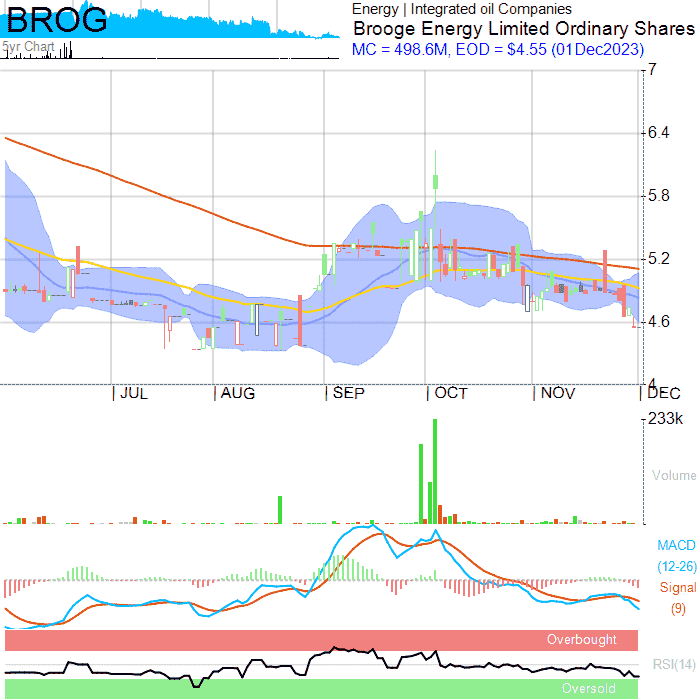 BROG
Energy | Integrated oil Companies
Brooge Energy Limited Ordinary Shares
MC = 498.6M, EOD = $4.55 (01Dec2023)
5yr Chart
7
6.4
5.8
5.2
4.6
4
JUL AUG SEP OCT NOV DEC
233k
Volume
MACD
(12-26)
Signal
(9)
Overbought
RSI(14)
Oversold